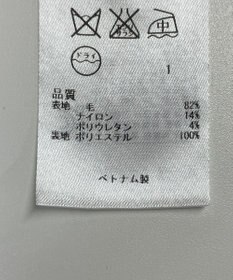 中
ドライ
1
品質
表地 毛 82%
ナイロン 14%
ポリウレタン 4%
裏地 ポリエステル 100%
ベトナム製